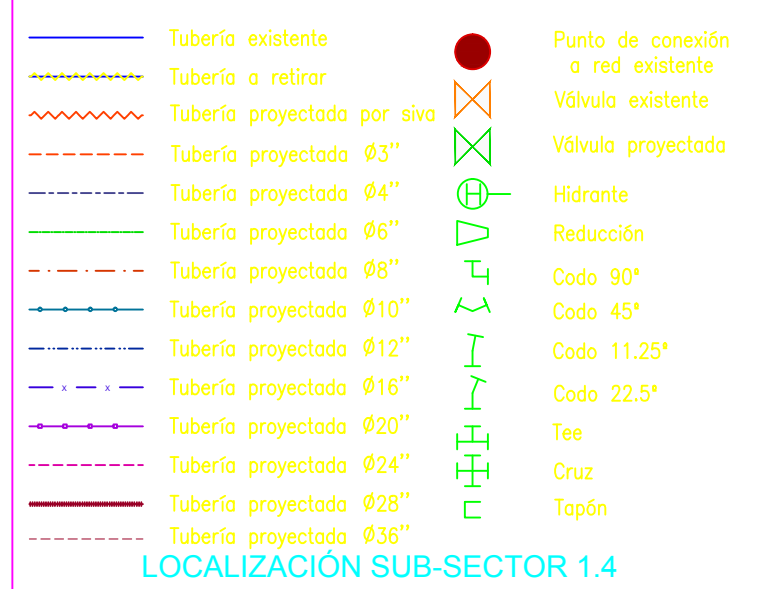 Tubería existente
Tubería a retirar
Tubería proyectada por siva
Tubería proyectada Ø3”
Tubería proyectada Ø4”
Tubería proyectada Ø6”
Tubería proyectada Ø8”
Tubería proyectada Ø10”
Tubería proyectada Ø12”
x x
Tubería proyectada Ø16”
Tubería proyectada Ø20”
Tubería proyectada Ø24”
Tubería proyectada Ø28”
Tubería proyectada Ø36”
Punto de conexión
a red existente
Válvula existente
Válvula proyectada
H
Hidrante
Reducción
Codo 90°
Codo 45°
Codo 11.25°
Codo 22.5°
Tee
Cruz
Tapón
LOCALIZACIÓN SUB-SECTOR 1.4